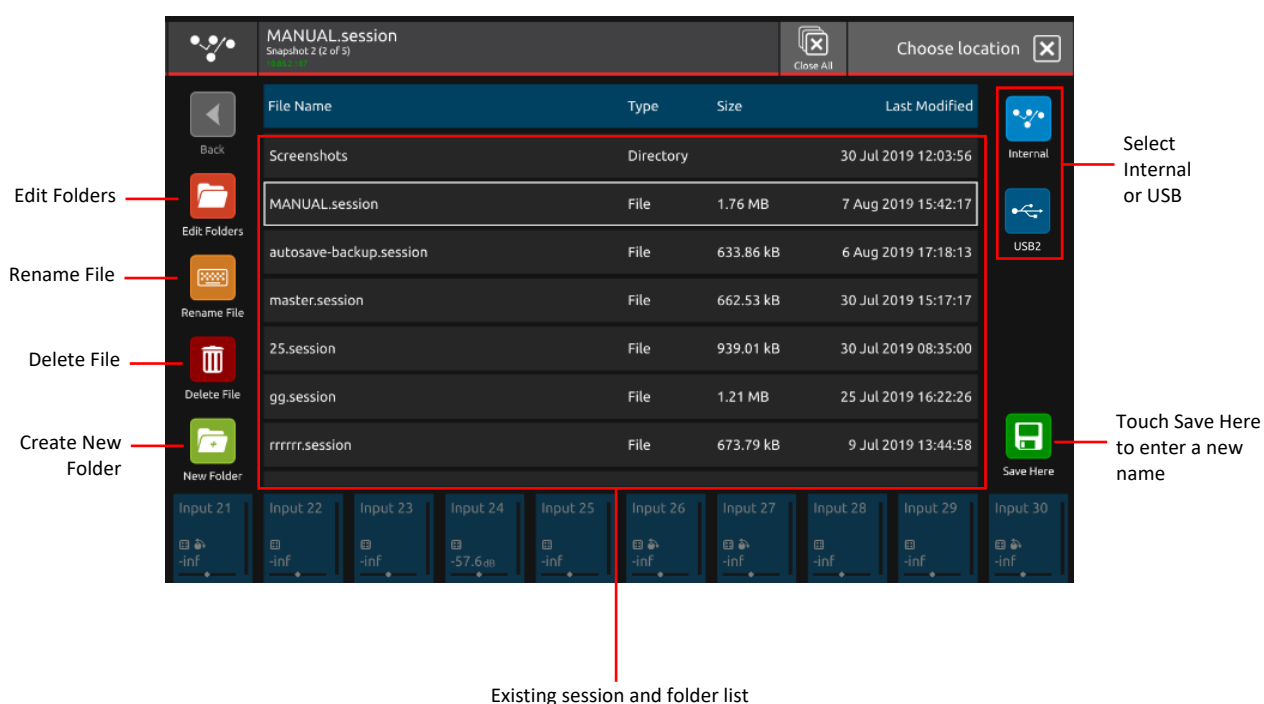 MANUAL.session
Snapshot 2 (2 of 5)
Close All
Choose location
File Name Type Size Last Modified
Back
Screenshots Directory 30 Jul 2019 12:03:56
Internal
Select
Internal
or USB
Edit Folders
MANUAL.session File 1.76 MB 7 Aug 2019 15:42:17
Edit Folders
autosave-backup.session File 633.86 kB 6 Aug 2019 17:18:13
USB2
Rename File
master.session File 662.53 kB 30 Jul 2019 15:17:17
Rename File
25.session File 939.01 kB 30 Jul 2019 08:35:00
Delete File
Delete File
gg.session File 1.21 MB 25 Jul 2019 16:22:26
Create New
Folder
rrrrrr.session File 673.79 kB 9 Jul 2019 13:44:58
New Folder
Save Here
Touch Save Here
to enter a new
name
Input 21 Input 22 Input 23 Input 24 Input 25 Input 26 Input 27 Input 28 Input 29 Input 30
-inf -inf -inf -57.6dB -inf -inf -inf -inf -inf -inf
Existing session and folder list